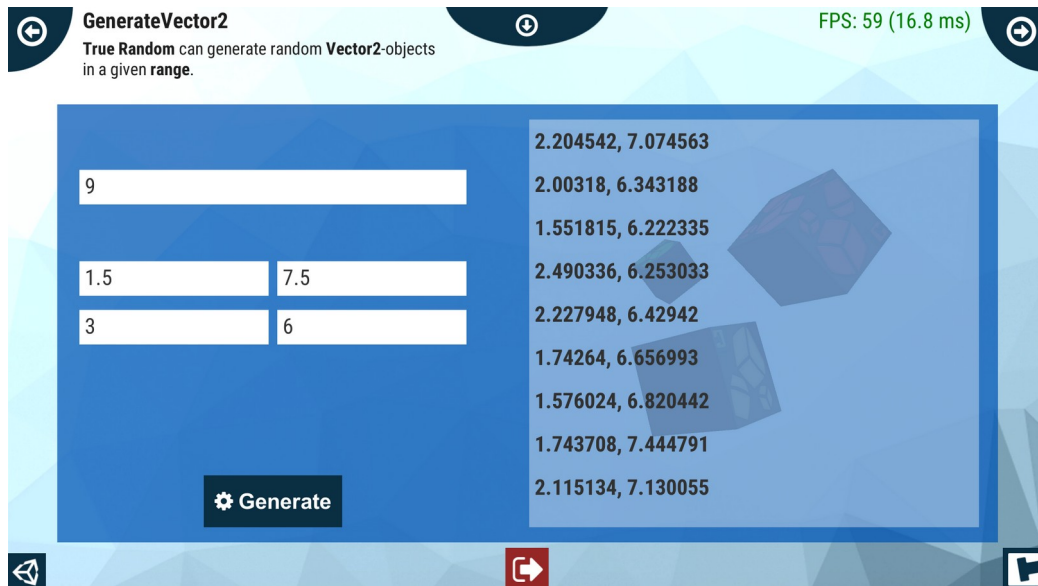 GenerateVector2
True Random can generate random Vector2-objects
in a given range.
FPS: 59 (16.8 ms)
9
1.5
7.5
3
6
Generate
2.204542, 7.074563
2.00318, 6.343188
1.551815, 6.222335
2.490336, 6.253033
2.227948, 6.42942
1.74264, 6.656993
1.576024, 6.820442
1.743708, 7.444791
2.115134, 7.130055